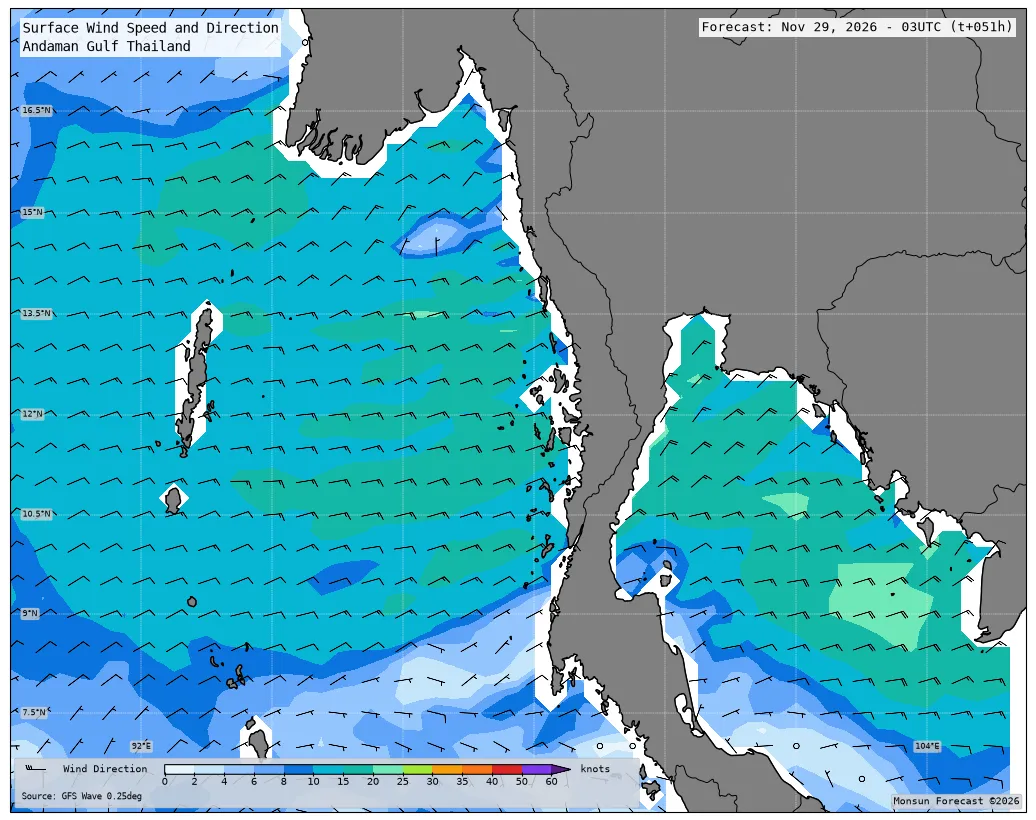 Surface Wind Speed and Direction
Andaman Gulf Thailand
Forecast: Nov 29, 2026 - 03UTC (t+051h)
16.5°N
15°N
13.5°N
12°N
10.5°N
9°N
7.5°N
92°E
104°E
Wind Direction
0 2 4 6 8 10 15 20 25 30 35 40 50 60
knots
Source: GFS Wave 0.25deg
Monsun Forecast ©2026